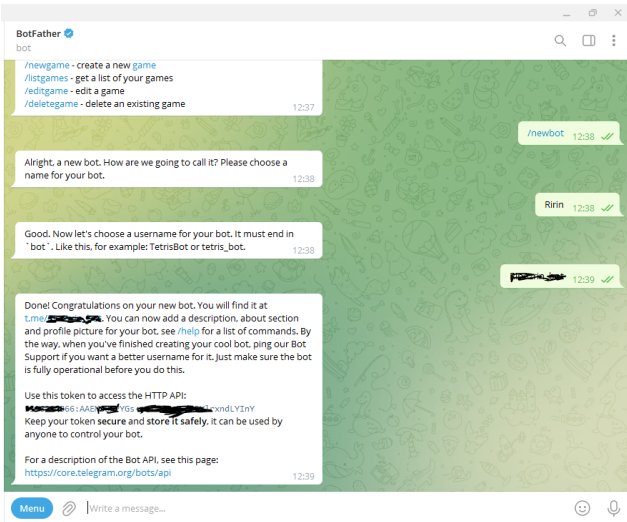 BotFather
bot
/newgame - create a new game
/listgames - get a list of your games
/editgame - edit a game
/deletegame - delete an existing game
12:37
/newbot 12:38
Alright, a new bot. How are we going to call it? Please choose a
name for your bot.
12:38
Ririn 12:38
Good. Now let's choose a username for your bot. It must end in
`bot`. Like this, for example: TetrisBot or tetris_bot.
12:38
12:39
Done! Congratulations on your new bot. You will find it at
t.me/ . You can now add a description, about section
and profile picture for your bot, see /help for a list of commands. By
the way, when you've finished creating your cool bot, ping our Bot
Support if you want a better username for it. Just make sure the bot
is fully operational before you do this.
Use this token to access the HTTP API:
Keep your token secure and store it safely, it can be used by
anyone to control your bot.
For a description of the Bot API, see this page:
https://core.telegram.org/bots/api
12:39
Menu
Write a message...